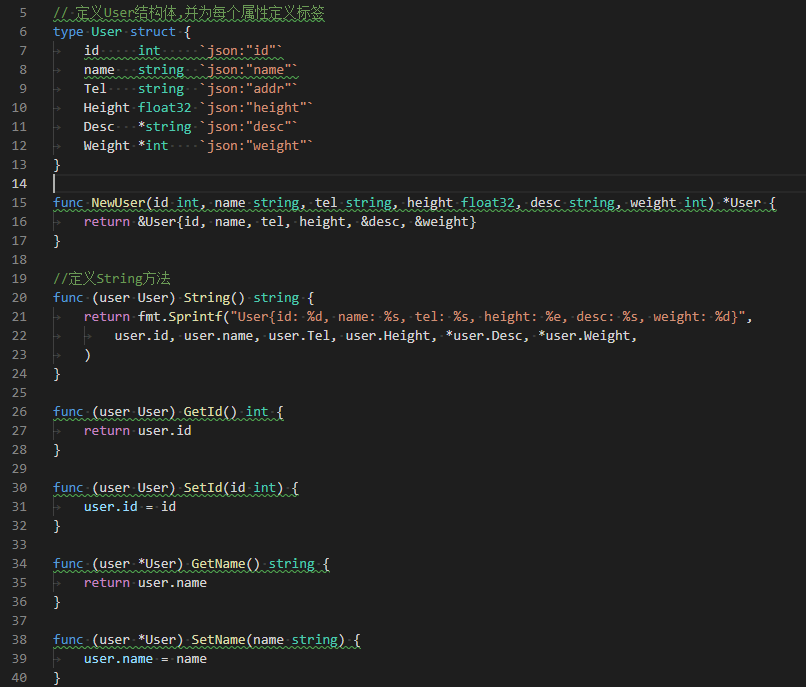 5 // 定义User结构体,并为每个属性定义标签
6 type User struct {
7 id int `json:"id"`
8 name string `json:"name"`
9 Tel string `json:"addr"`
10 Height float32 `json:"height"`
11 Desc *string `json:"desc"`
12 Weight *int `json:"weight"`
13 }
14
15 func NewUser(id int, name string, tel string, height float32, desc string, weight int) *User {
16 return &User{id, name, tel, height, &desc, &weight}
17 }
18
19 //定义String方法
20 func (user User) String() string {
21 return fmt.Sprintf("User{id: %d, name: %s, tel: %s, height: %e, desc: %s, weight: %d}",
22 user.id, user.name, user.Tel, user.Height, *user.Desc, *user.Weight,
23 )
24 }
25
26 func (user User) GetId() int {
27 return user.id
28 }
29
30 func (user User) SetId(id int) {
31 user.id = id
32 }
33
34 func (user *User) GetName() string {
35 return user.name
36 }
37
38 func (user *User) SetName(name string) {
39 user.name = name
40 }